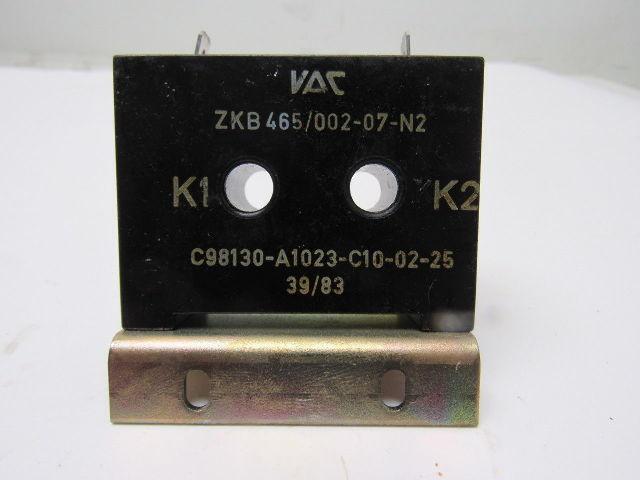 VAC
ZKB 465/002-07-N2
K1 K2
C98130-A1023-C10-02-25
39/83